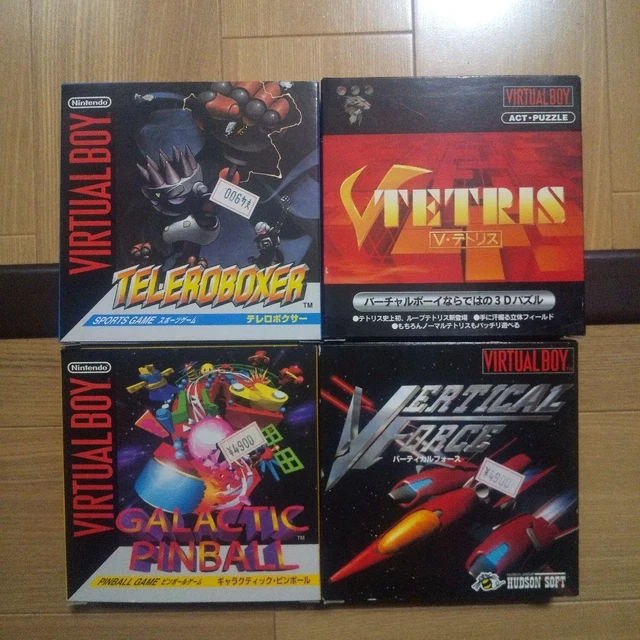 Nintendo
VIRTUAL BOY
¥4900
TELEROBOXER
TM
SPORTS GAME スポーツゲーム
テレロボクサー
VIRTUAL BOY
ACT・PUZZLE
V TETRIS
V・テトリス
バーチャルボーイならではの3Dパズル
●テトリス史上初、ループテトリス新登場 ●手に汗握る立体フィールド
●もちろんノーマルテトリスもバッチリ遊べる
Nintendo
VIRTUAL BOY
¥4900
GALACTIC
PINBALL
TM
PINBALL GAME ピンボールゲーム
ギャラクティック・ピンボール
VIRTUAL BOY
VERTICAL
FORCE
バーティカルフォース
¥4900
HUDSON SOFT